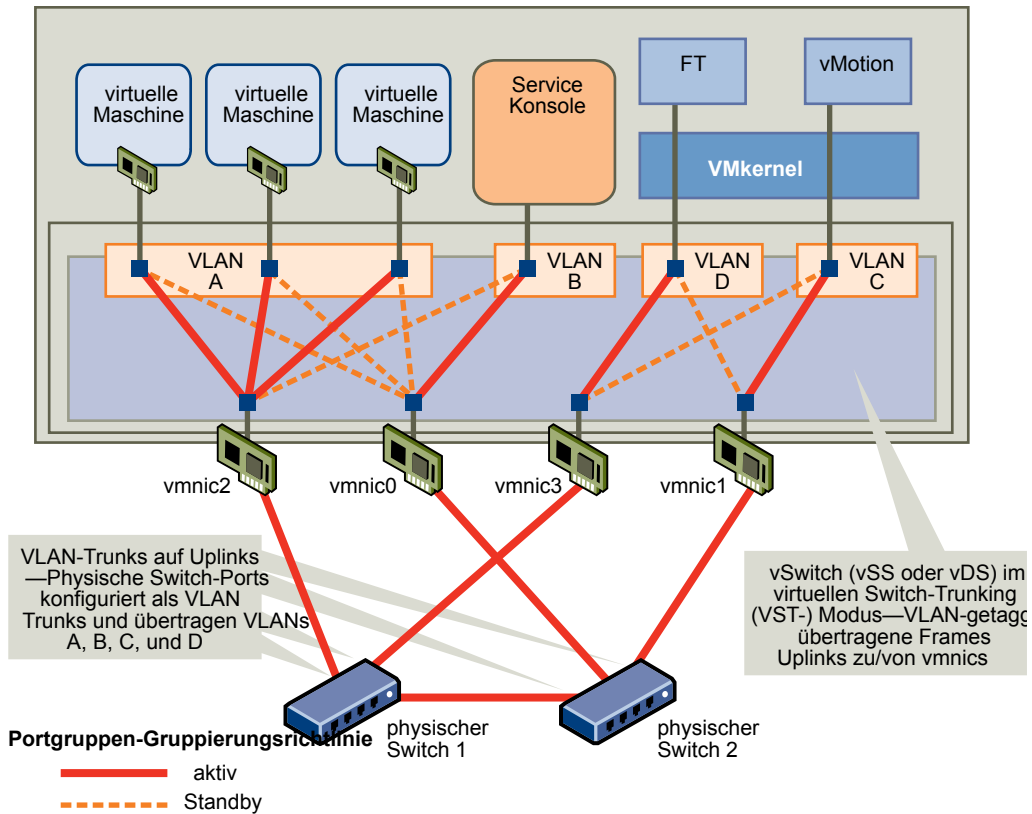 FT
vMotion
virtuelle
Maschine
virtuelle
Maschine
virtuelle
Maschine
Service
Konsole
VMkernel
VLAN
A
VLAN
B
VLAN
D
VLAN
C
vmnic2
vmnic0
vmnic3
vmnic1
VLAN-Trunks auf Uplinks
—Physische Switch-Ports
konfiguriert als VLAN
Trunks und übertragen VLANs
A, B, C, und D
vSwitch (vSS oder vDS) im
virtuellen Switch-Trunking
(VST-) Modus—VLAN-getagg
übertragene Frames
Uplinks zu/von vmnics
physischer
Switch 1
physischer
Switch 2
Portgruppen-Gruppierungsrichtlinie
aktiv
Standby